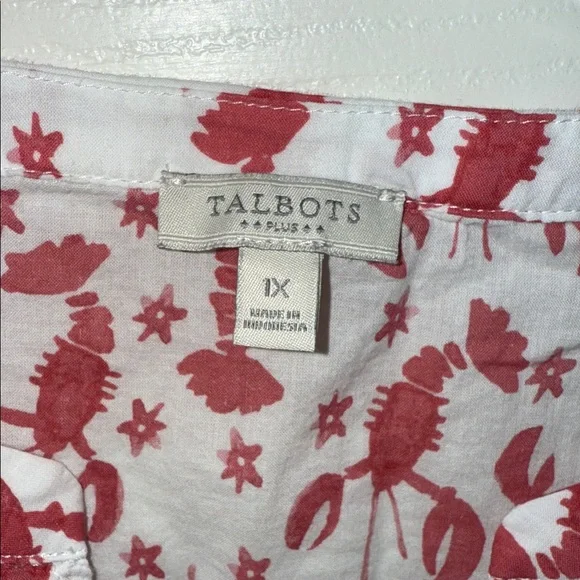 TALBOTS
PLUS
1X
MADE IN
INDONESIA